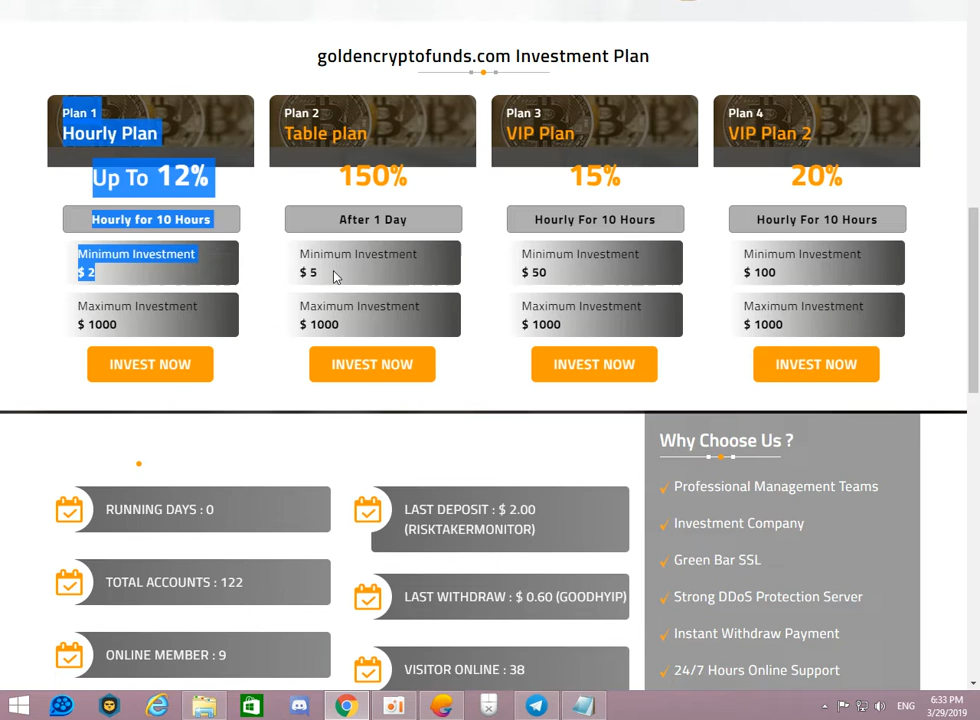 goldencryptofunds.com Investment Plan
Plan 1
Hourly Plan
Up To 12%
Hourly for 10 Hours
Minimum Investment
$ 2
Maximum Investment
$ 1000
INVEST NOW
Plan 2
Table plan
150%
After 1 Day
Minimum Investment
$ 5
Maximum Investment
$ 1000
INVEST NOW
Plan 3
VIP Plan
15%
Hourly For 10 Hours
Minimum Investment
$ 50
Maximum Investment
$ 1000
INVEST NOW
Plan 4
VIP Plan 2
20%
Hourly For 10 Hours
Minimum Investment
$ 100
Maximum Investment
$ 1000
INVEST NOW
RUNNING DAYS : 0
TOTAL ACCOUNTS : 122
ONLINE MEMBER : 9
LAST DEPOSIT : $ 2.00
(RISKTAKERMONITOR)
LAST WITHDRAW : $ 0.60 (GOODHYIP)
VISITOR ONLINE : 38
Why Choose Us ?
Professional Management Teams
Investment Company
Green Bar SSL
Strong DDoS Protection Server
Instant Withdraw Payment
24/7 Hours Online Support
ENG
6:33 PM
3/29/2019